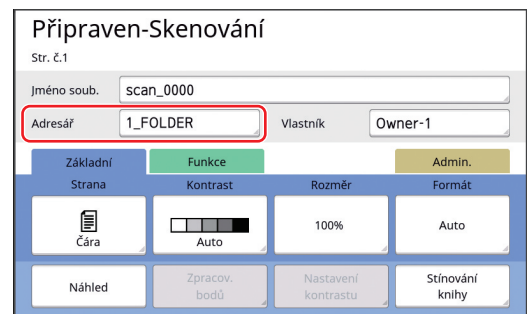 Připraven-Skenování
Str. č.1
Jméno soub. scan_0000
Adresář 1_FOLDER Vlastník Owner-1
Základní Funkce Admin.
Strana Kontrast Rozměr Formát
Čára Auto 100% Auto
Náhled Zpracov. bodů Nastavení kontrastu Stínování knihy